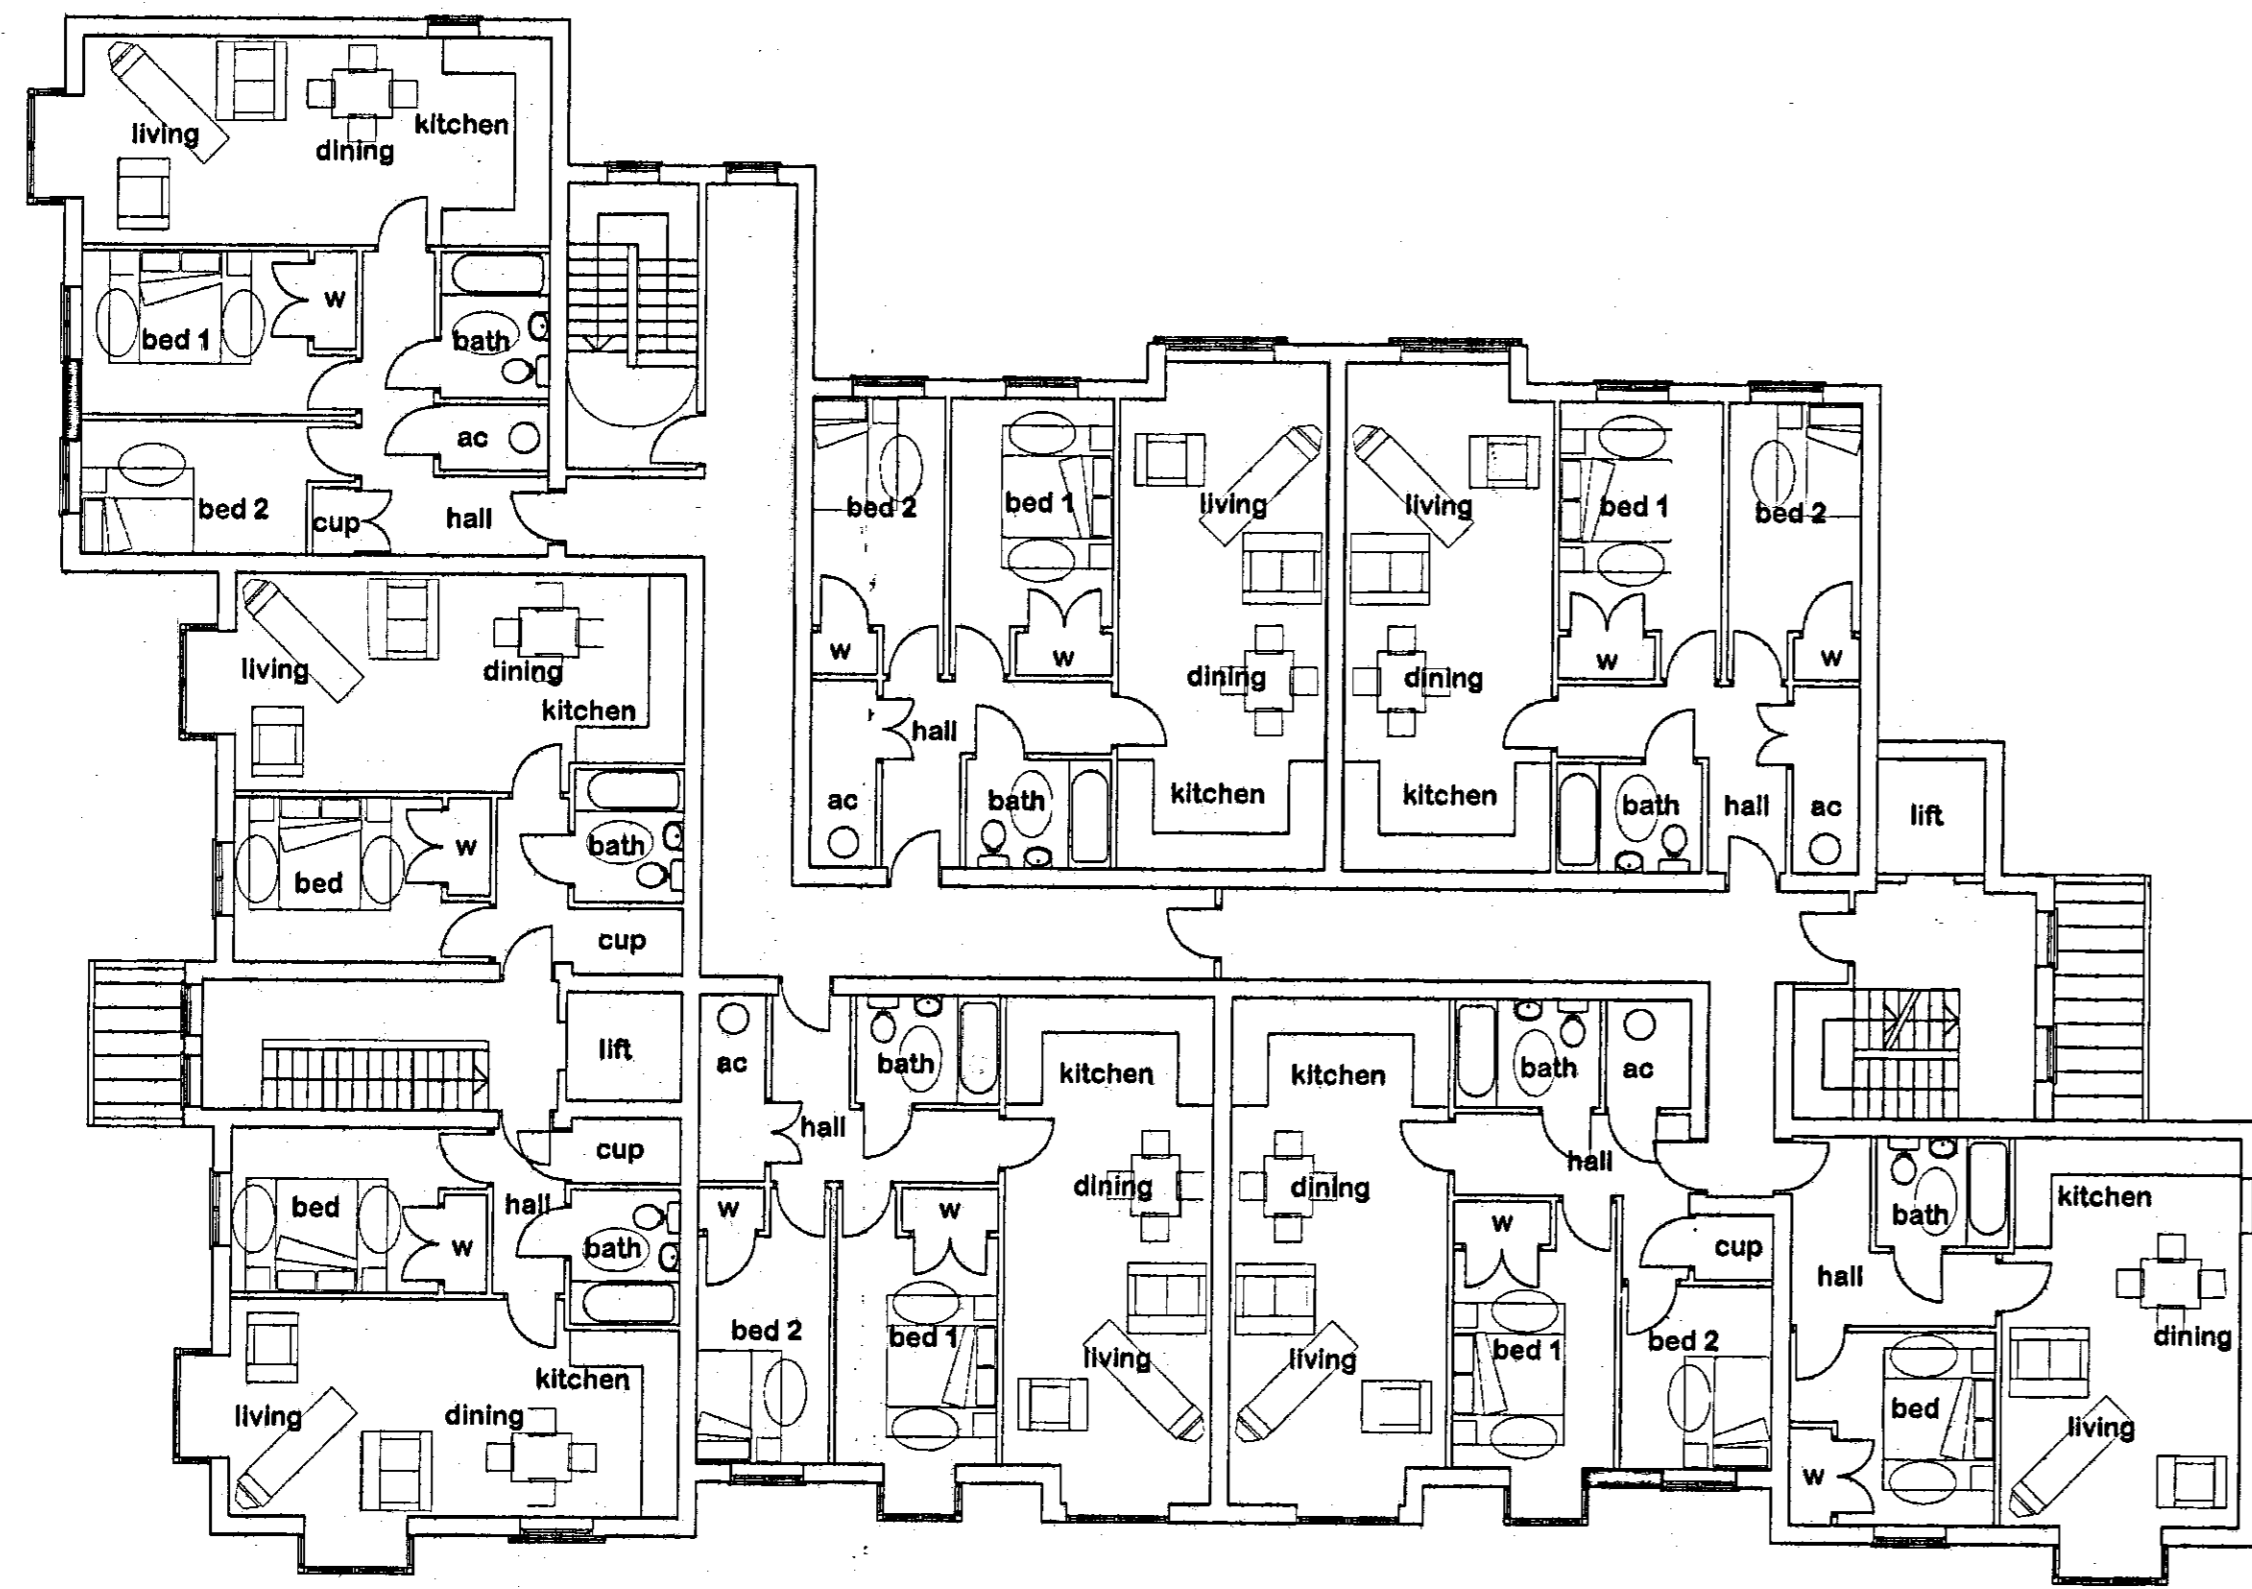 living
dining
kitchen
bed 1
w
bath
ac
bed 2
cup
hall
living
dining
kitchen
bed
w
bath
cup
lift
cup
bed
hall
w
bath
living
dining
kitchen
bed 2
bed 1
living
w
w
dining
hall
ac
bath
kitchen
living
bed 1
bed 2
dining
w
w
kitchen
bath
hall
ac
lift
ac
bath
kitchen
hall
dining
w
w
bed 2
bed 1
living
kitchen
bath
ac
dining
hall
w
cup
living
bed 1
bed 2
bath
kitchen
hall
dining
bed
living
w